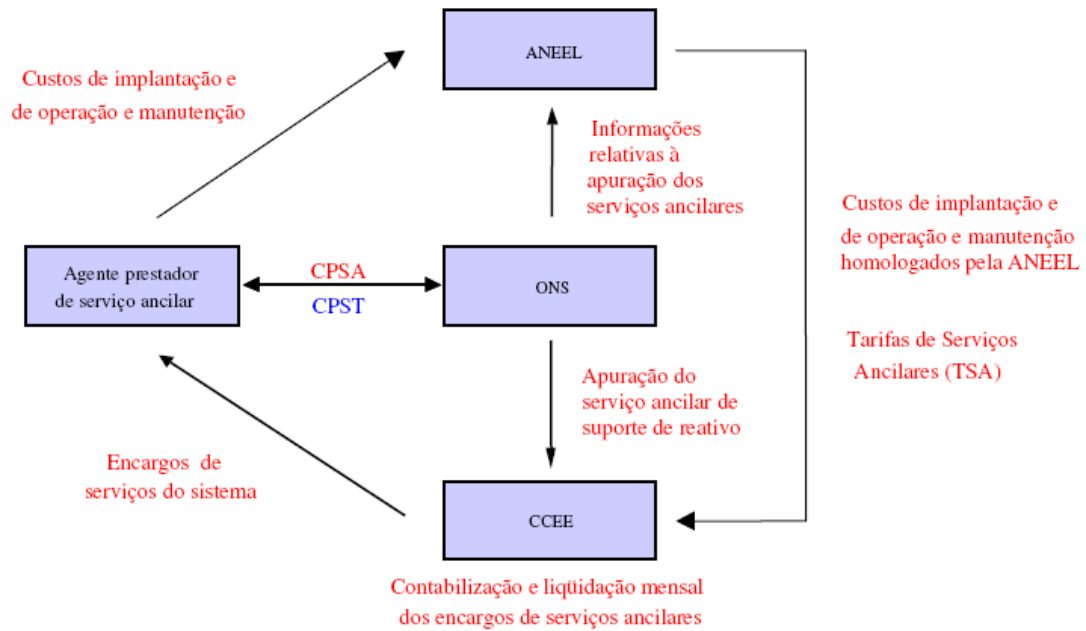 ANEEL
Custos de implantação e
de operação e manutenção
Informações
relativas à
apuração dos
serviços ancilares
Custos de implantação e
de operação e manutenção
homologados pela ANEEL
Agente prestador
de serviço ancilar
CPSA
CPST
ONS
Tarifas de Serviços
Ancilares (TSA)
Apuração do
serviço ancilar de
suporte de reativo
Encargos de
serviços do sistema
CCEE
Contabilização e liqüidação mensal
dos encargos de serviços ancilares